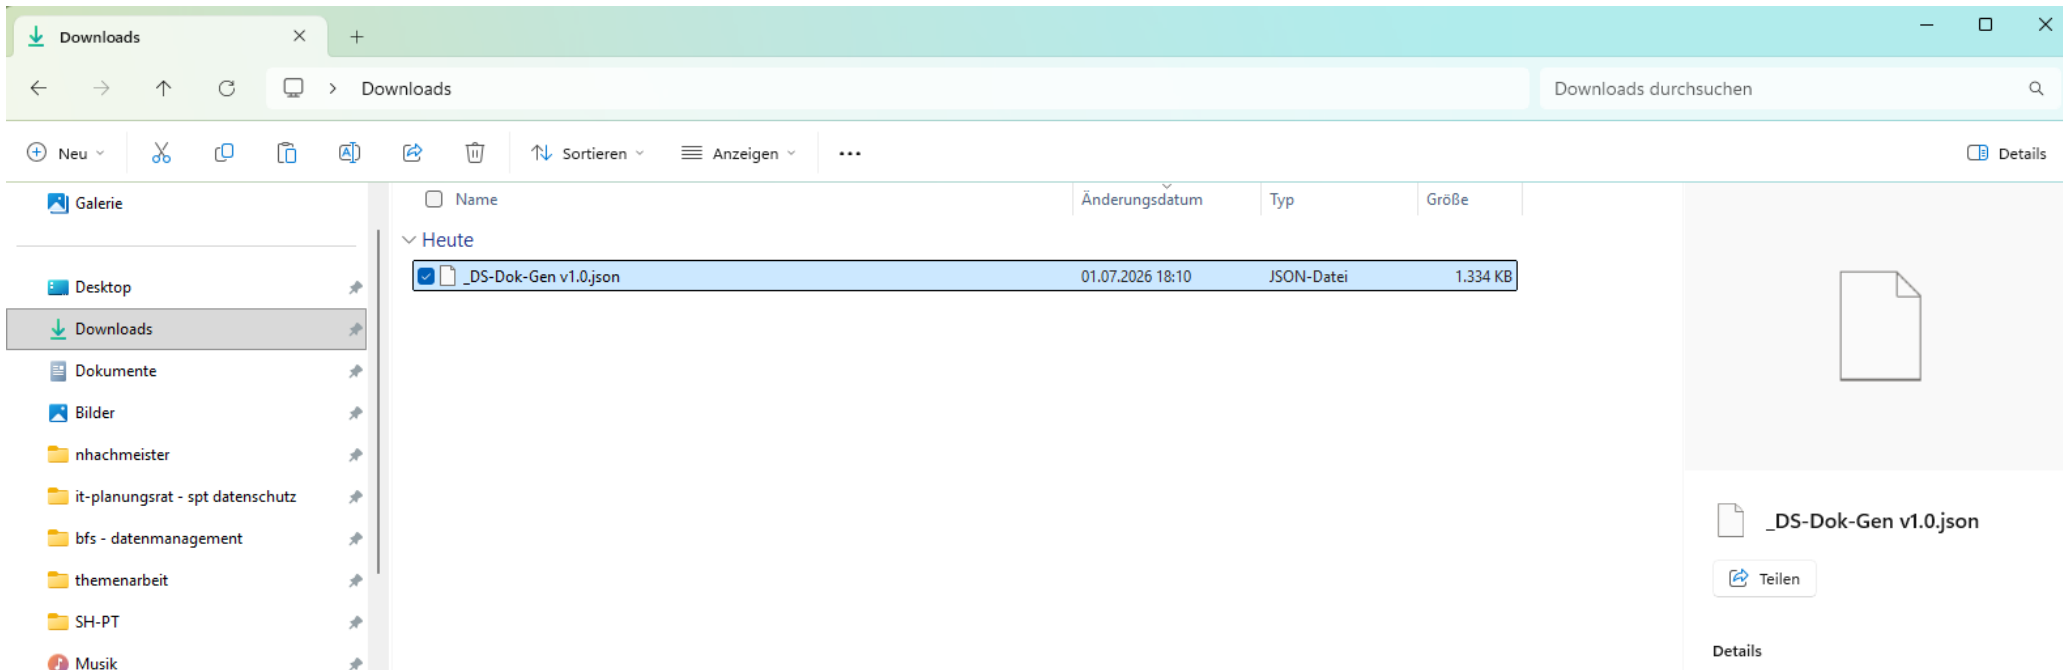 Downloads
Downloads
Downloads durchsuchen
Neu
Sortieren
Anzeigen
Details
Galerie
Desktop
Downloads
Dokumente
Bilder
nhachmeister
it-planungsrat - spt datenschutz
bfs - datenmanagement
themenarbeit
SH-PT
Musik
Name Änderungsdatum Typ Größe
Heute
_DS-Dok-Gen v1.0.json 01.07.2026 18:10 JSON-Datei 1.334 KB
_DS-Dok-Gen v1.0.json
Teilen
Details